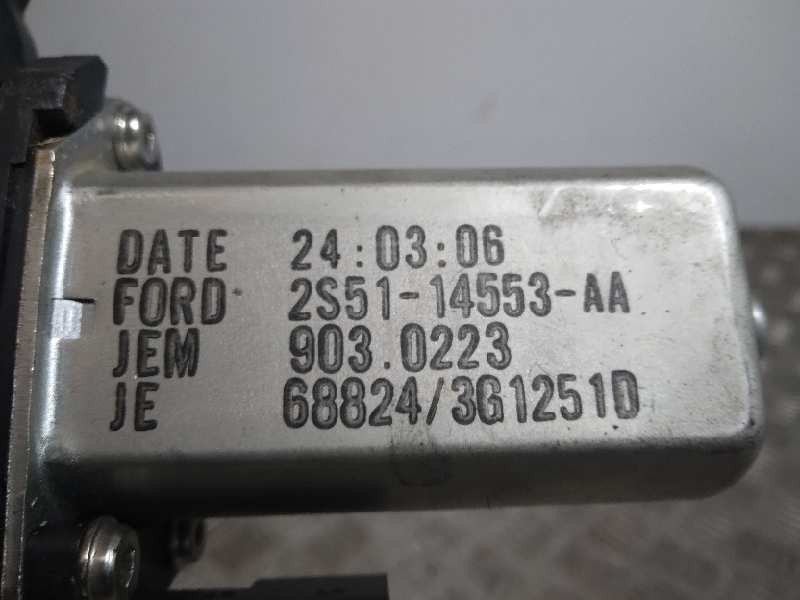 DATE 24:03:06
FORD 2S51-14553-AA
JEM 903.0223
JE 68824/3G1251D